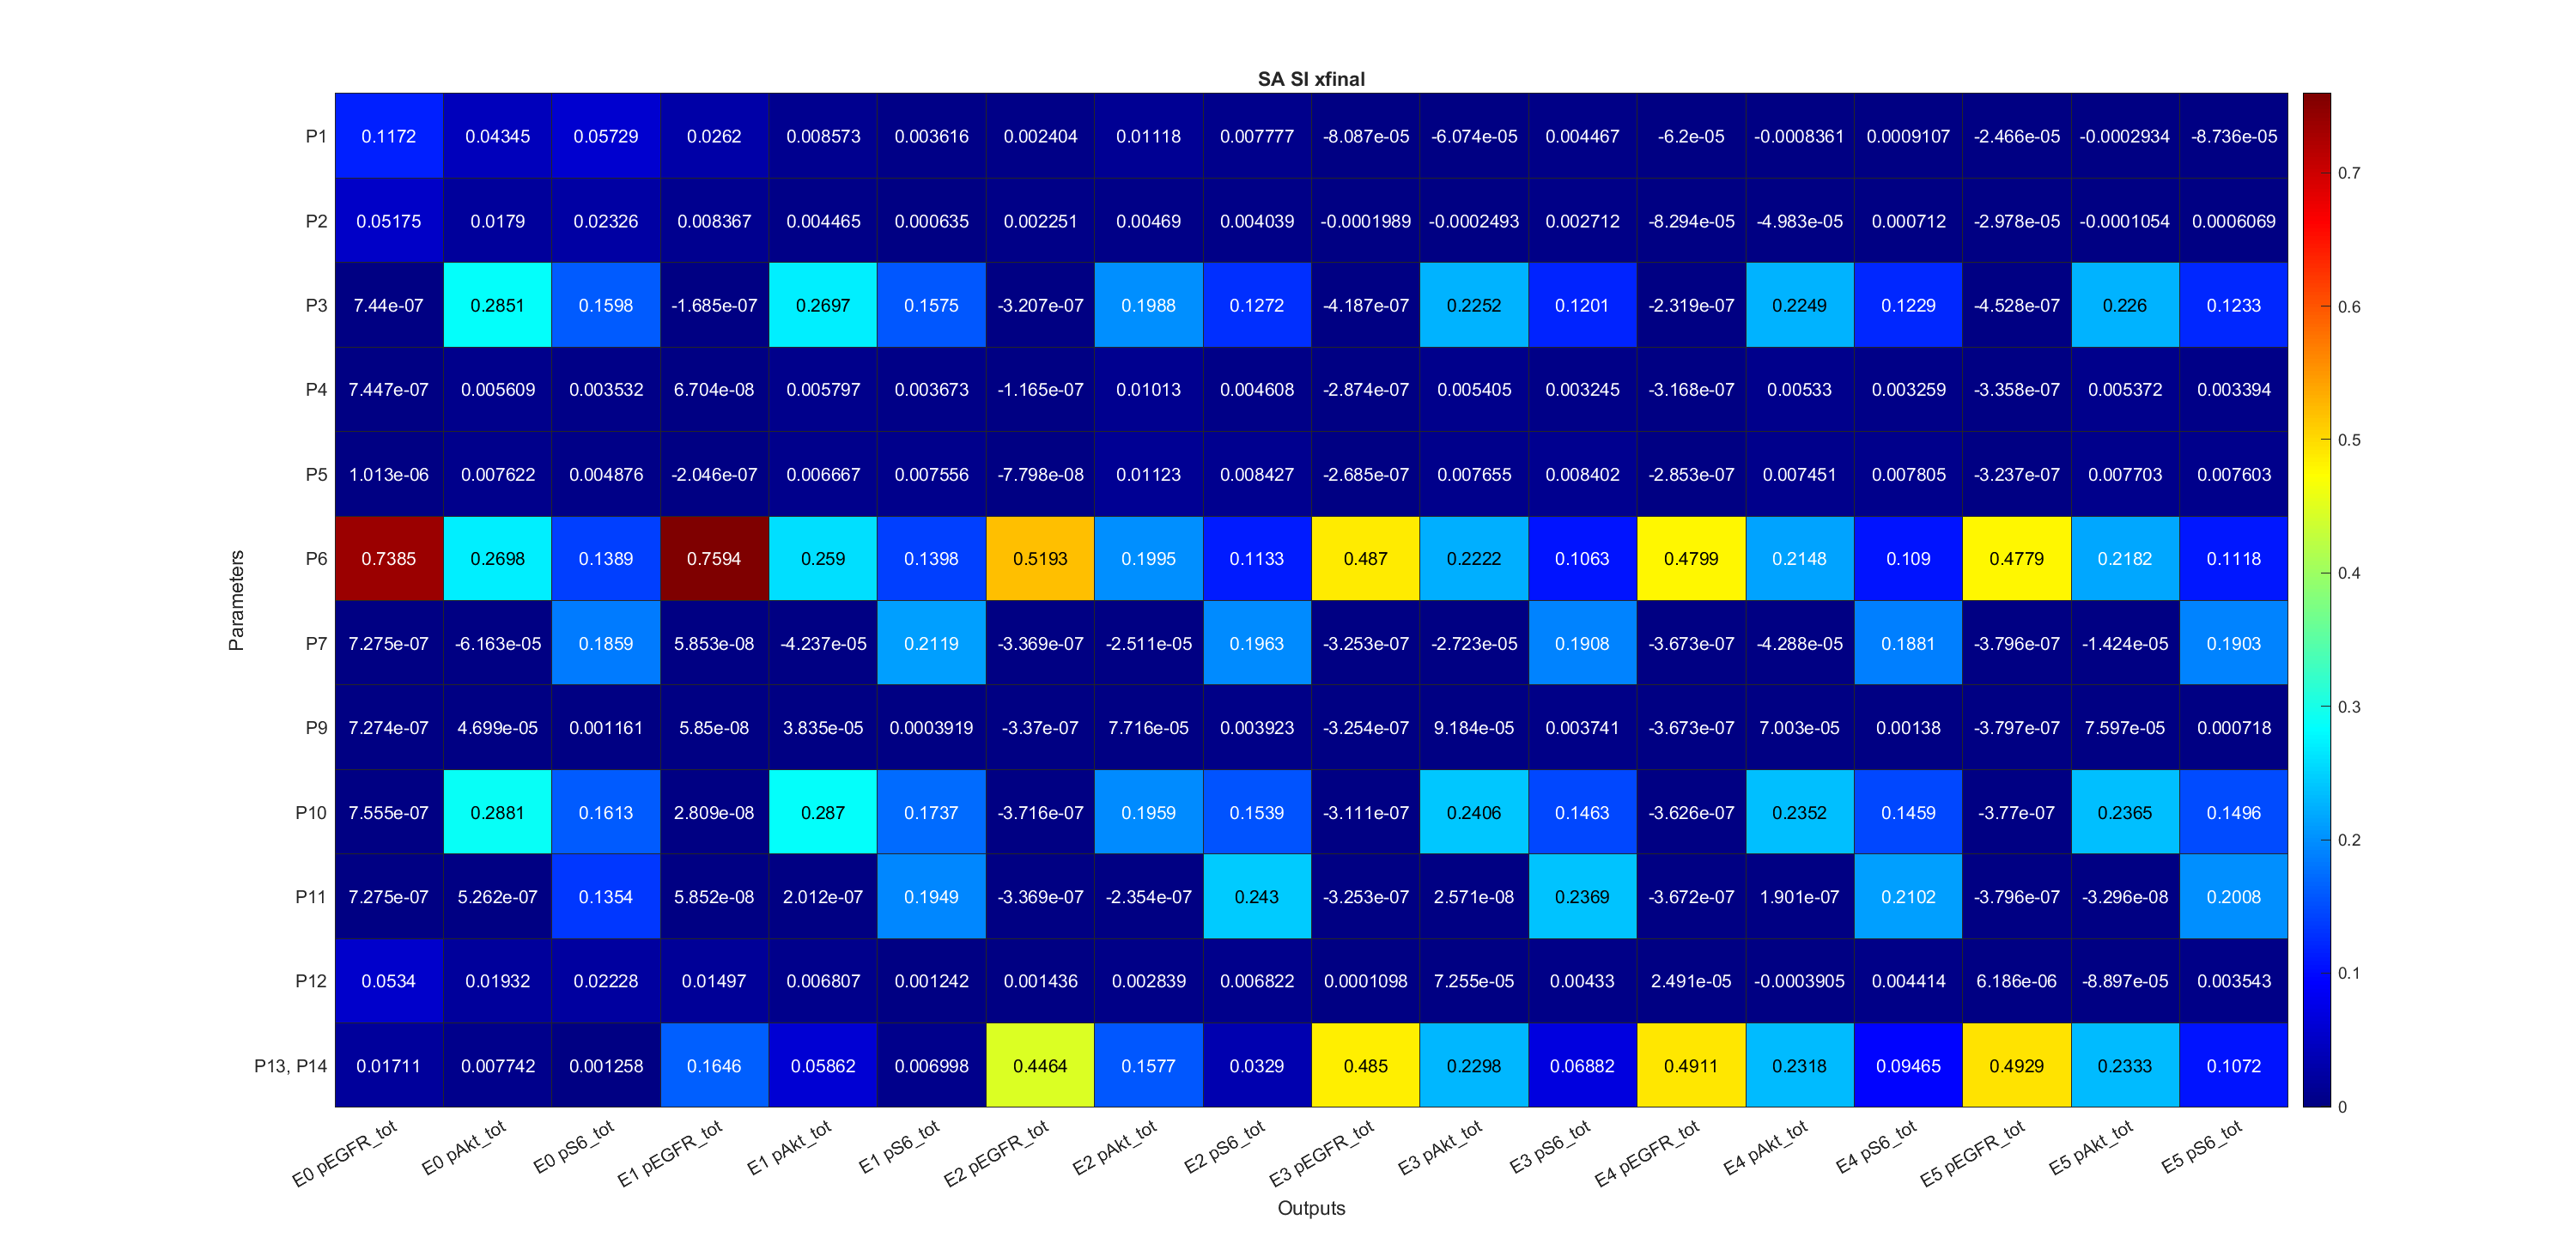 SA SI xfinal
P1 0.1172 0.04345 0.05729 0.0262 0.008573 0.003616 0.002404 0.01118 0.007777 -8.087e-05 -6.074e-05 0.004467 -6.2e-05 -0.0008361 0.0009107 -2.466e-05 -0.0002934 -8.736e-05
P2 0.05175 0.0179 0.02326 0.008367 0.004465 0.000635 0.002251 0.00469 0.004039 -0.0001989 -0.0002493 0.002712 -8.294e-05 -4.983e-05 0.000712 -2.978e-05 -0.0001054 0.0006069
P3 7.44e-07 0.2851 0.1598 -1.685e-07 0.2697 0.1575 -3.207e-07 0.1988 0.1272 -4.187e-07 0.2252 0.1201 -2.319e-07 0.2249 0.1229 -4.528e-07 0.226 0.1233
P4 7.447e-07 0.005609 0.003532 6.704e-08 0.005797 0.003673 -1.165e-07 0.01013 0.004608 -2.874e-07 0.005405 0.003245 -3.168e-07 0.00533 0.003259 -3.358e-07 0.005372 0.003394
P5 1.013e-06 0.007622 0.004876 -2.046e-07 0.006667 0.007556 -7.798e-08 0.01123 0.008427 -2.685e-07 0.007655 0.008402 -2.853e-07 0.007451 0.007805 -3.237e-07 0.007703 0.007603
P6 0.7385 0.2698 0.1389 0.7594 0.259 0.1398 0.5193 0.1995 0.1133 0.487 0.2222 0.1063 0.4799 0.2148 0.109 0.4779 0.2182 0.1118
P7 7.275e-07 -6.163e-05 0.1859 5.853e-08 -4.237e-05 0.2119 -3.369e-07 -2.511e-05 0.1963 -3.253e-07 -2.723e-05 0.1908 -3.673e-07 -4.288e-05 0.1881 -3.796e-07 -1.424e-05 0.1903
P9 7.274e-07 4.699e-05 0.001161 5.85e-08 3.835e-05 0.0003919 -3.37e-07 7.716e-05 0.003923 -3.254e-07 9.184e-05 0.003741 -3.673e-07 7.003e-05 0.00138 -3.797e-07 7.597e-05 0.000718
P10 7.555e-07 0.2881 0.1613 2.809e-08 0.287 0.1737 -3.716e-07 0.1959 0.1539 -3.111e-07 0.2406 0.1463 -3.626e-07 0.2352 0.1459 -3.77e-07 0.2365 0.1496
P11 7.275e-07 5.262e-07 0.1354 5.852e-08 2.012e-07 0.1949 -3.369e-07 -2.354e-07 0.243 -3.253e-07 2.571e-08 0.2369 -3.672e-07 1.901e-07 0.2102 -3.796e-07 -3.296e-08 0.2008
P12 0.0534 0.01932 0.02228 0.01497 0.006807 0.001242 0.001436 0.002839 0.006822 0.0001098 7.255e-05 0.00433 2.491e-05 -0.0003905 0.004414 6.186e-06 -8.897e-05 0.003543
P13, P14 0.01711 0.007742 0.001258 0.1646 0.05862 0.006998 0.4464 0.1577 0.0329 0.485 0.2298 0.06882 0.4911 0.2318 0.09465 0.4929 0.2333 0.1072
E0 pEGFR_tot E0 pAkt_tot E0 pS6_tot E1 pEGFR_tot E1 pAkt_tot E1 pS6_tot E2 pEGFR_tot E2 pAkt_tot E2 pS6_tot E3 pEGFR_tot E3 pAkt_tot E3 pS6_tot E4 pEGFR_tot E4 pAkt_tot E4 pS6_tot E5 pEGFR_tot E5 pAkt_tot E5 pS6_tot
Outputs
Parameters
0.7
0.6
0.5
0.4
0.3
0.2
0.1
0